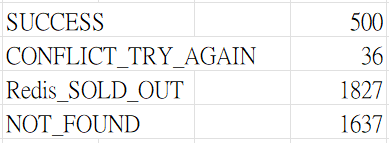 SUCCESS 500
CONFLICT_TRY_AGAIN 36
Redis_SOLD_OUT 1827
NOT_FOUND 1637